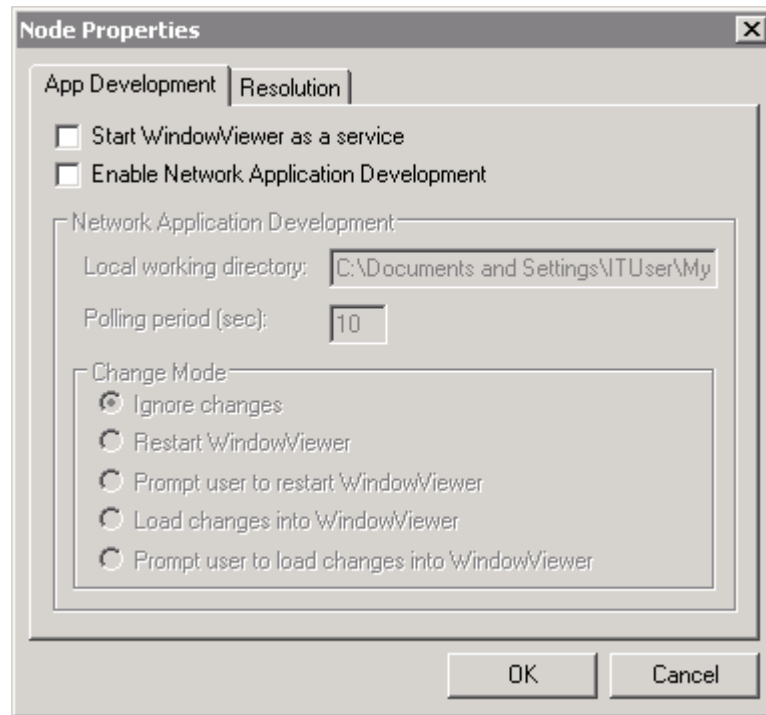 Node Properties
App Development
Resolution
Start WindowViewer as a service
Enable Network Application Development
Network Application Development
Local working directory: C:\Documents and Settings\ITUser\My
Polling period (sec): 10
Change Mode
Ignore changes
Restart WindowViewer
Prompt user to restart WindowViewer
Load changes into WindowViewer
Prompt user to load changes into WindowViewer
OK
Cancel